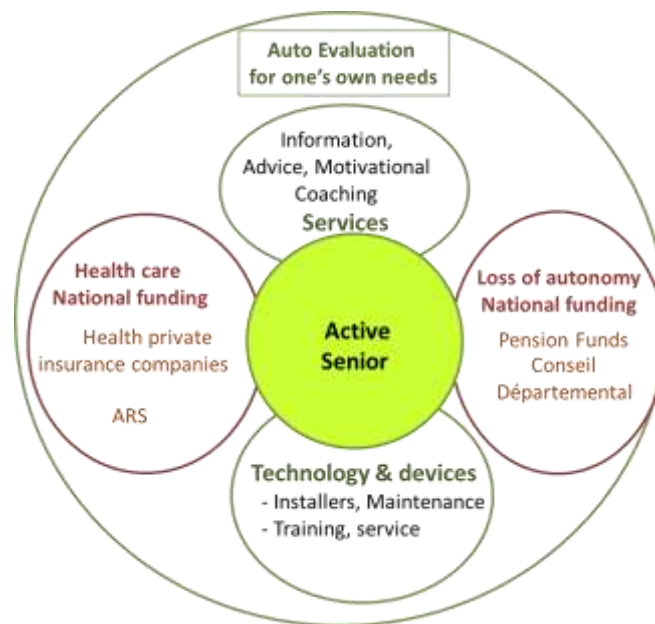 Auto Evaluation
for one's own needs
Information,
Advice, Motivational
Coaching
Services
Health care
National funding
Health private
insurance companies
ARS
Active
Senior
Loss of autonomy
National funding
Pension Funds
Conseil
Départemental
Technology & devices
- Installers, Maintenance
- Training, service